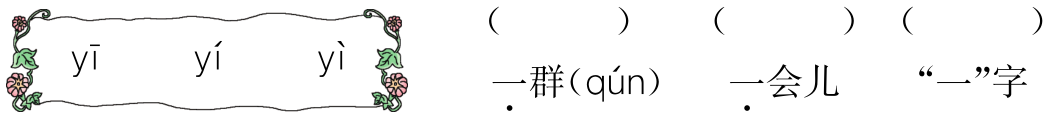 yī yí yì
（ ） （ ） （ ）
一群（qún） 一会儿 “一”字